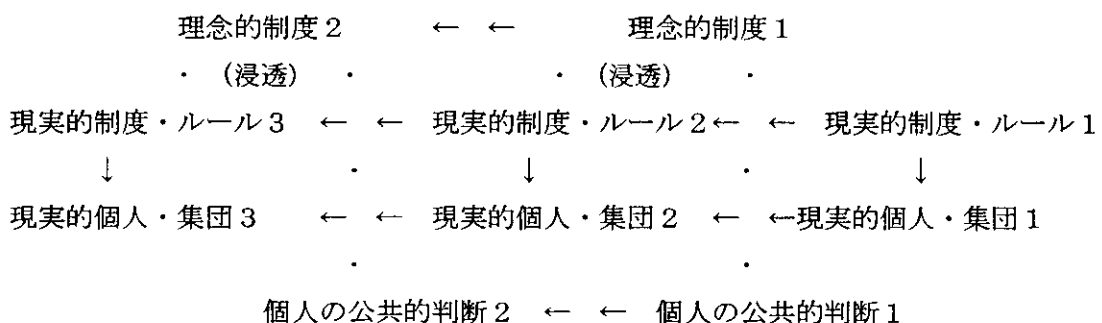 理念的制度2 ← ← 理念的制度1
・ (浸透) ・ ・ (浸透) ・
現実的制度・ルール3 ← ← 現実的制度・ルール2← ← 現実的制度・ルール1
↓ ・ ↓ ・ ↓
現実的個人・集団3 ← ← 現実的個人・集団2 ← ←現実的個人・集団1
・ ・
個人の公共的判断2 ← ← 個人の公共的判断1